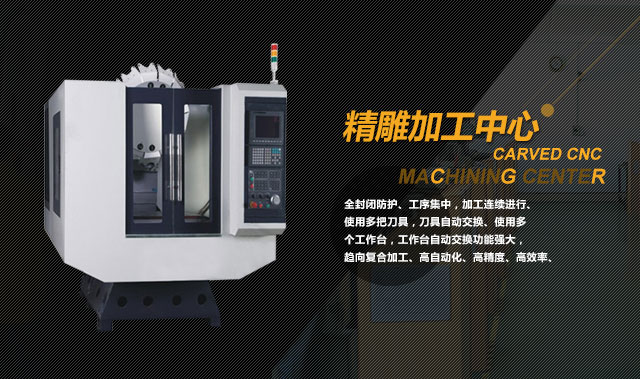 精雕加工中心
CARVED CNC
MACHINING CENTER
全封闭防护、工序集中，加工连续进行、
使用多把刀具，刀具自动交换、使用多
个工作台，工作台自动交换功能强大，
趋向复合加工、高自动化、高精度、高效率、